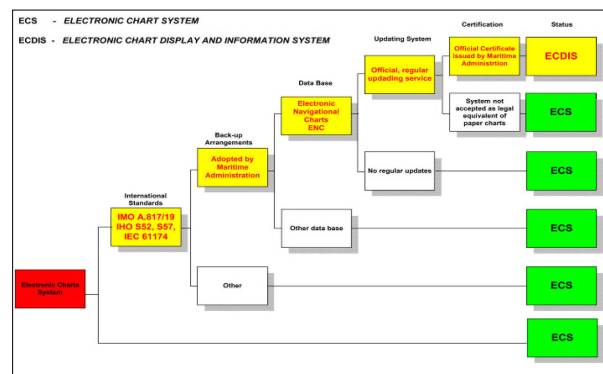 ECS - ELECTRONIC CHART SYSTEM
ECDIS - ELECTRONIC CHART DISPLAY AND INFORMATION SYSTEM
Certification
Status
Updating System
Official Certificate
issued by Maritime
Administrtion
ECDIS
Data Base
Official, regular
updading service
System not
accepted as legal
equivalent of
paper charts
ECS
Electronic
Navigational
Charts
ENC
Back-up
Arrangements
Adopted by
Maritime
Administration
No regular updates
ECS
International
Standards
IMO A.817/19
IHO S52, S57,
IEC 61174
Other data base
ECS
Electronic Charts
System
Other
ECS
ECS